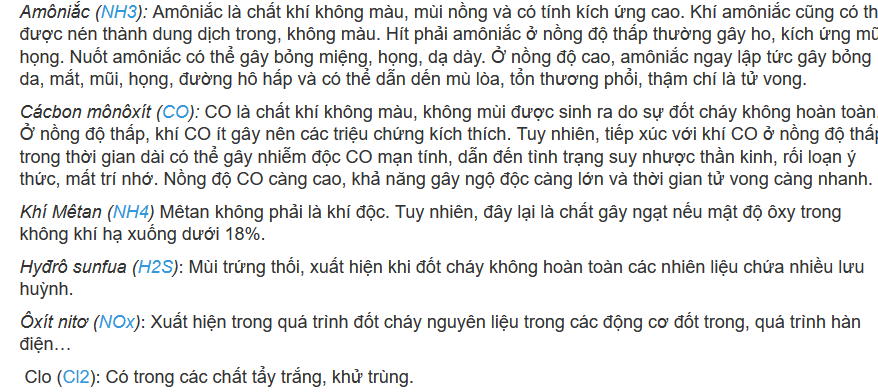 Amôniắc (NH3): Amôniắc là chất khí không màu, mùi nồng và có tính kích ứng cao. Khí amôniắc cũng có th
được nén thành dung dịch trong, không màu. Hít phải amôniắc ở nồng độ thấp thường gây ho, kích ứng mũ
họng. Nuốt amôniắc có thể gây bỏng miệng, họng, dạ dày. Ở nồng độ cao, amôniắc ngay lập tức gây bỏng
da, mắt, mũi, họng, đường hô hấp và có thể dẫn dến mù lòa, tổn thương phổi, thậm chí là tử vong.
Cácbon mônôxít (CO): CO là chất khí không màu, không mùi được sinh ra do sự đốt cháy không hoàn toàn.
Ở nồng độ thấp, khí CO ít gây nên các triệu chứng kích thích. Tuy nhiên, tiếp xúc với khí CO ở nồng độ thấp
trong thời gian dài có thể gây nhiễm độc CO mạn tính, dẫn đến tình trạng suy nhược thần kinh, rối loạn ý
thức, mất trí nhớ. Nồng độ CO càng cao, khả năng gây ngộ độc càng lớn và thời gian tử vong càng nhanh.
Khí Mêtan (NH4) Mêtan không phải là khí độc. Tuy nhiên, đây lại là chất gây ngạt nếu mật độ ôxy trong
không khí hạ xuống dưới 18%.
Hyđrô sunfua (H2S): Mùi trứng thối, xuất hiện khi đốt cháy không hoàn toàn các nhiên liệu chứa nhiều lưu
huỳnh.
Ôxít nitơ (NOx): Xuất hiện trong quá trình đốt cháy nguyên liệu trong các động cơ đốt trong, quá trình hàn
điện…
Clo (Cl2): Có trong các chất tẩy trắng, khử trùng.